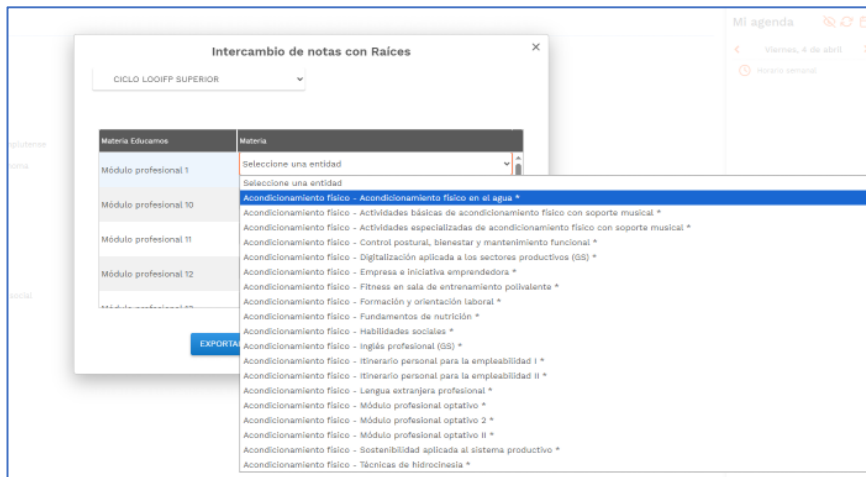 Mi agenda
Intercambio de notas con Raíces
×
Viernes, 4 de abril
Horario semanal
CICLO LOOIFP SUPERIOR
Materia Educamos
Materia
Módulo profesional 1
Seleccione una entidad
Seleccione una entidad
Acondicionamiento físico - Acondicionamiento físico en el agua *
Módulo profesional 10
Acondicionamiento físico - Actividades básicas de acondicionamiento físico con soporte musical *
Acondicionamiento físico - Actividades especializadas de acondicionamiento físico con soporte musical *
Módulo profesional 11
Acondicionamiento físico - Control postural, bienestar y mantenimiento funcional *
Acondicionamiento físico - Digitalización aplicada a los sectores productivos (GS) *
Módulo profesional 12
Acondicionamiento físico - Empresa e iniciativa emprendedora *
Acondicionamiento físico - Fitness en sala de entrenamiento polivalente *
social
Acondicionamiento físico - Formación y orientación laboral *
Acondicionamiento físico - Fundamentos de nutrición *
Acondicionamiento físico - Habilidades sociales *
EXPORTA
Acondicionamiento físico - Inglés profesional (GS) *
Acondicionamiento físico - Itinerario personal para la empleabilidad I *
Acondicionamiento físico - Itinerario personal para la empleabilidad II *
Acondicionamiento físico - Lengua extranjera profesional *
Acondicionamiento físico - Módulo profesional optativo *
Acondicionamiento físico - Módulo profesional optativo 2 *
Acondicionamiento físico - Módulo profesional optativo II *
Acondicionamiento físico - Sostenibilidad aplicada al sistema productivo *
Acondicionamiento físico - Técnicas de hidrocinesia *